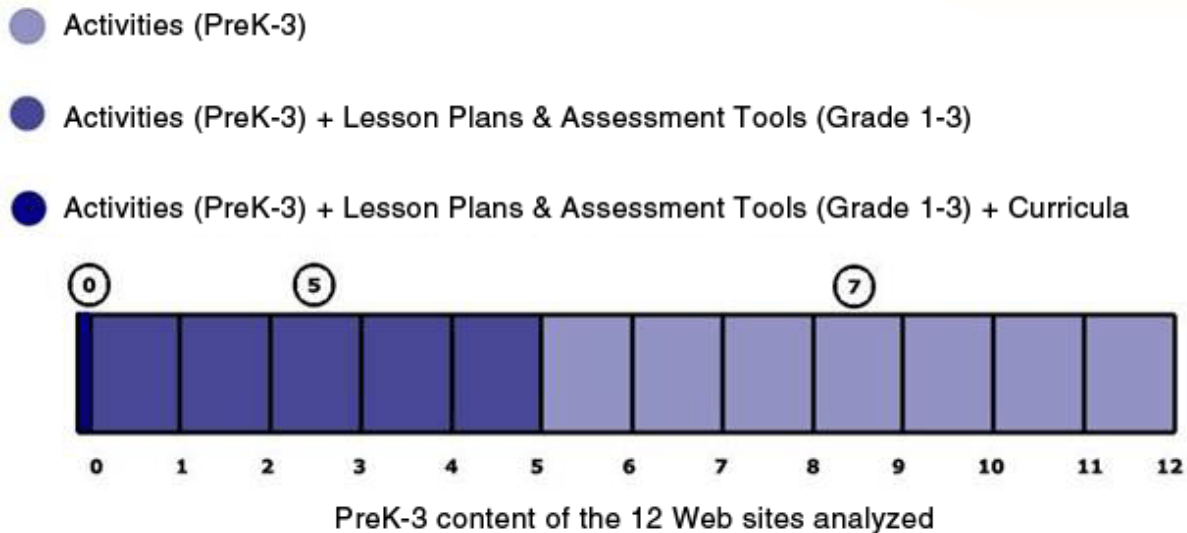 Activities (PreK-3)
Activities (PreK-3) + Lesson Plans & Assessment Tools (Grade 1-3)
Activities (PreK-3) + Lesson Plans & Assessment Tools (Grade 1-3) + Curricula
0 5 7
0 1 2 3 4 5 6 7 8 9 10 11 12
PreK-3 content of the 12 Web sites analyzed